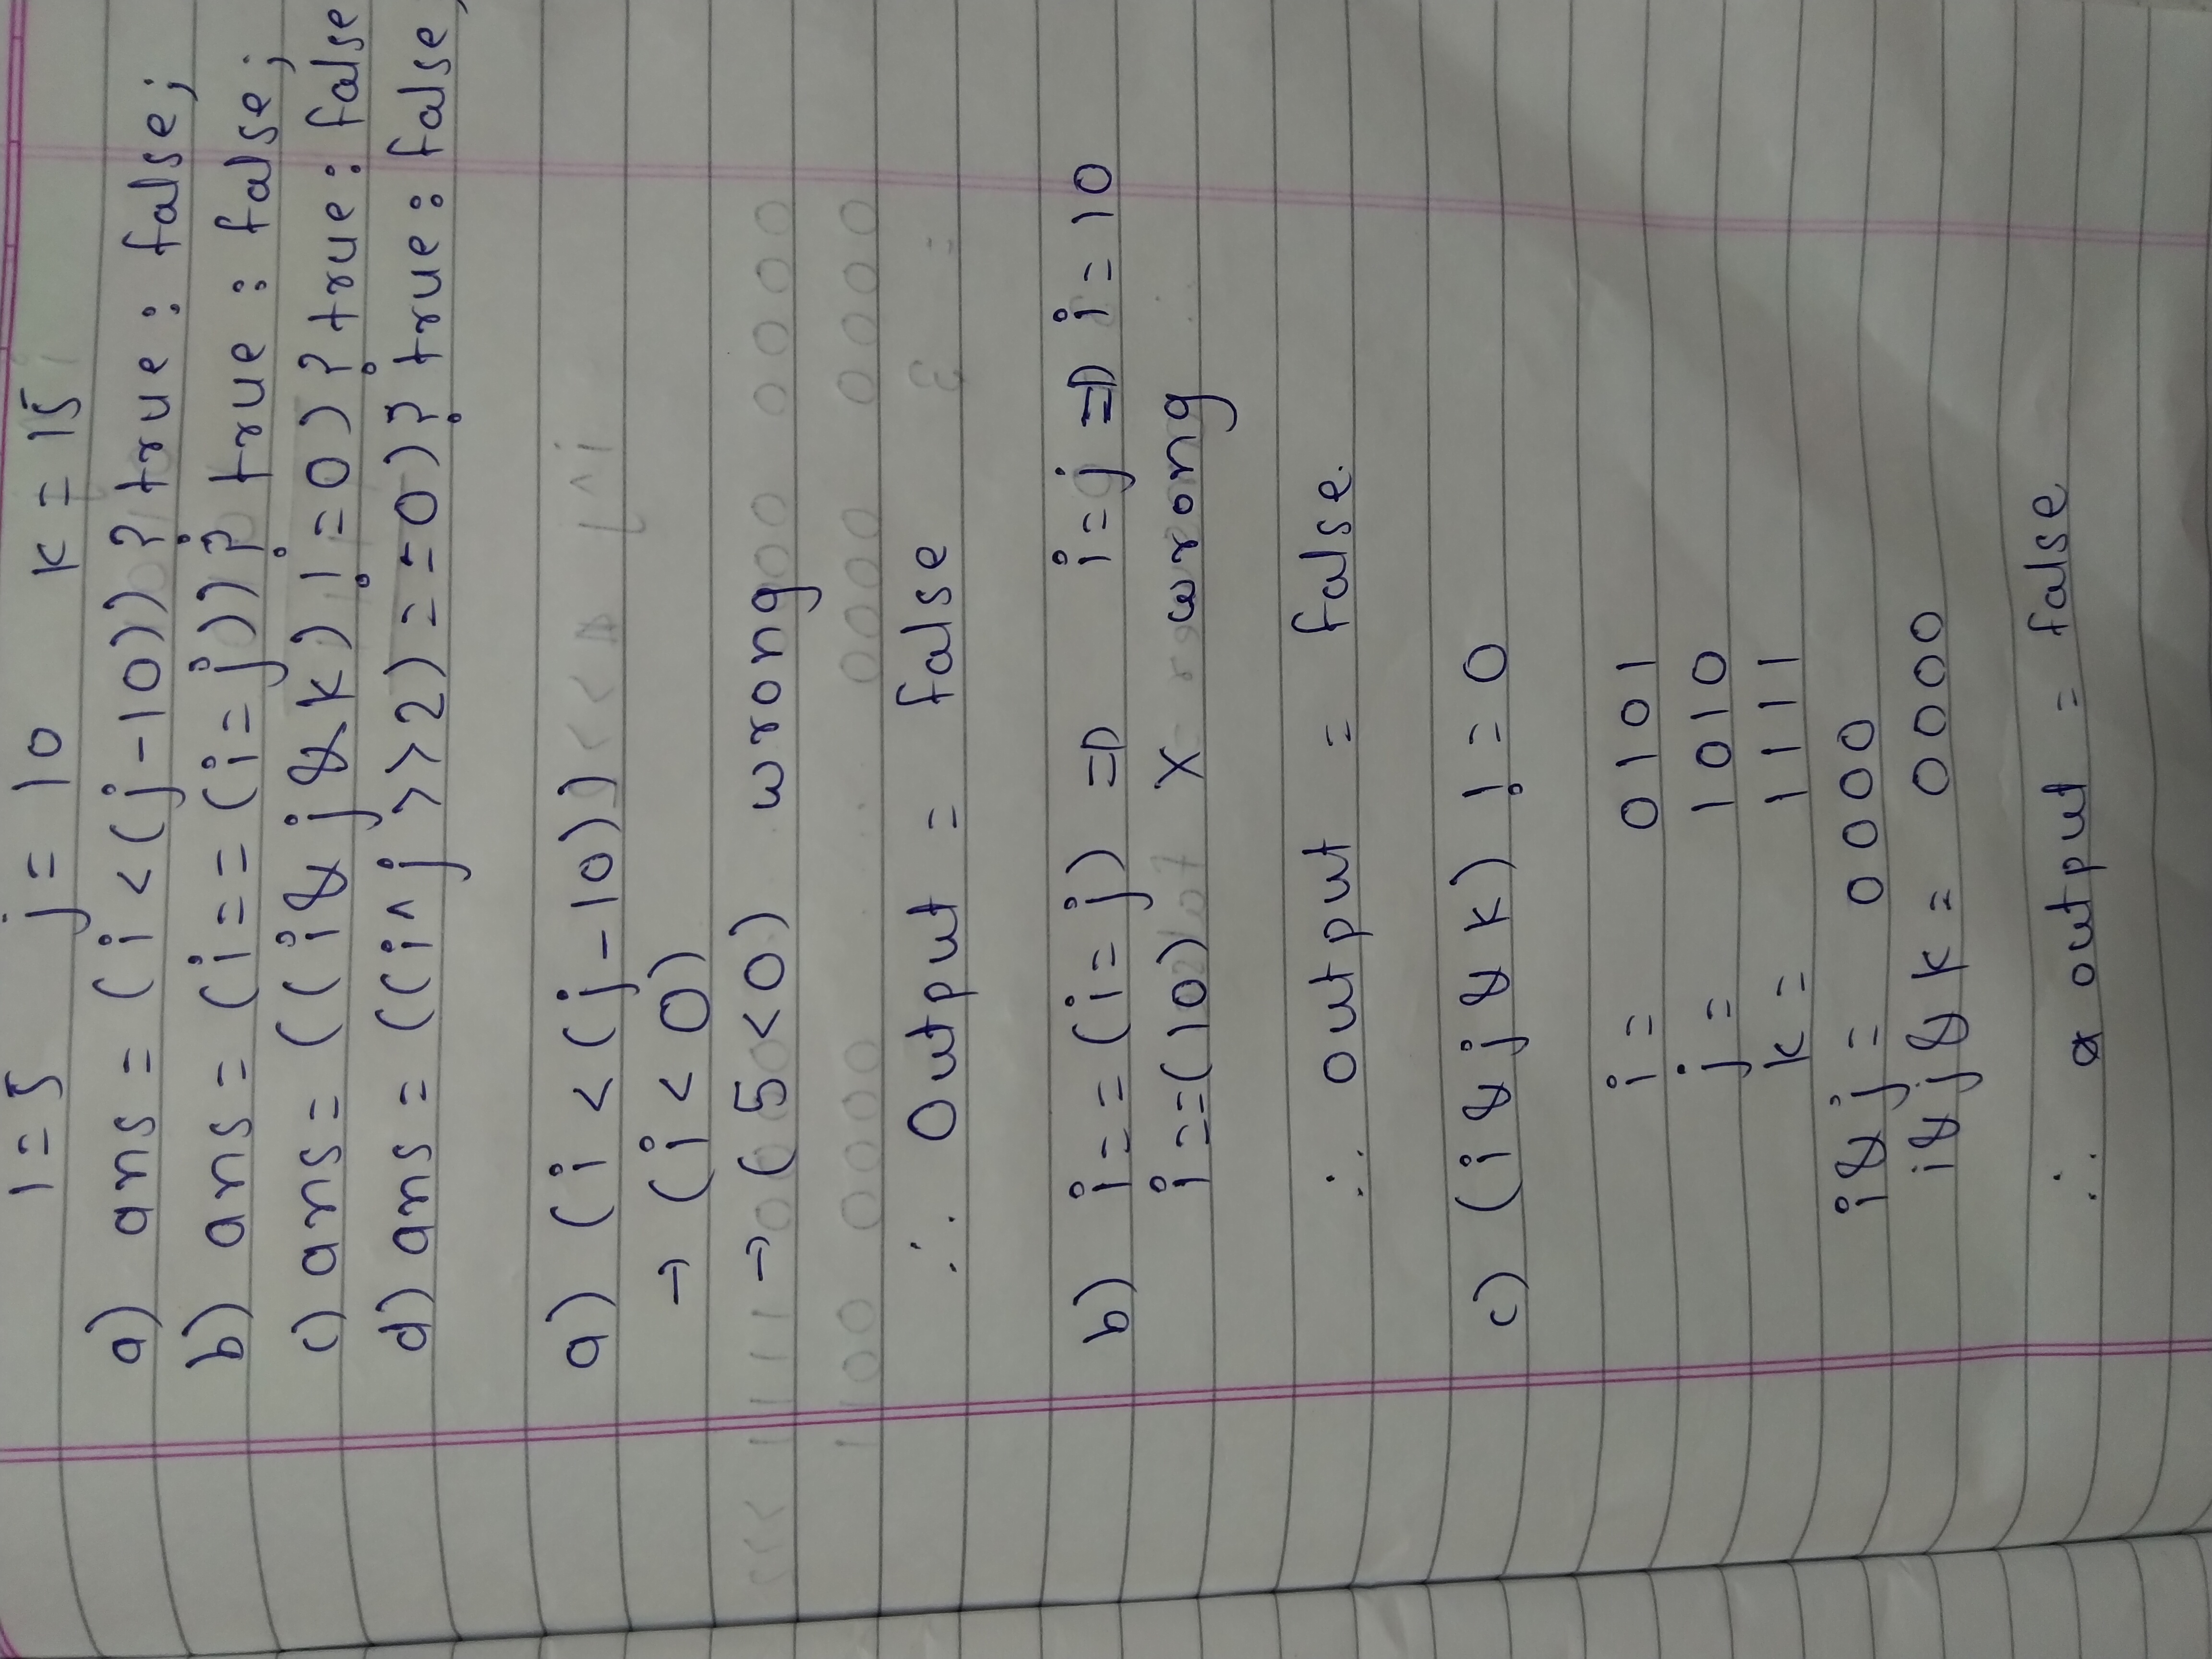 i = 5 j = 10 k = 15
a) ans = (i < (j-10)) ? true : false;
b) ans = (i == (i = j)) ? true : false;
c) ans = ((i & j & k) != 0) ? true : false
d) ans = ((i ^ j >> 2) == 0) ? true : false,
a) (i < (j - 10))
→ (i < 0)
→ (5 < 0) wrong
∴ Output = false
b) i == (i = j) ⇒ i = j ⇒ i = 10
i == (10) X wrong
∴ output = false.
c) (i & j & k) != 0
i = 0101
j = 1010
k = 1111
i & j = 0000
i & j & k = 0000
∴ output = false